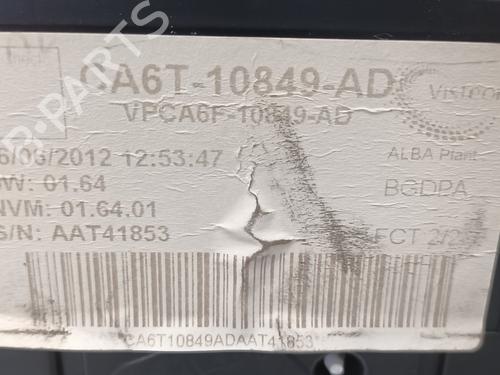 CA6T-10849-AD
VPCA6F-10849-AD
Visteon
6/06/2012 12:53:47
ALBA Plant
SW: 01.64
BGDPA
NVM: 01.64.01
S/N: AAT41853
FCT 2/2
CA6T10849ADAAT41853